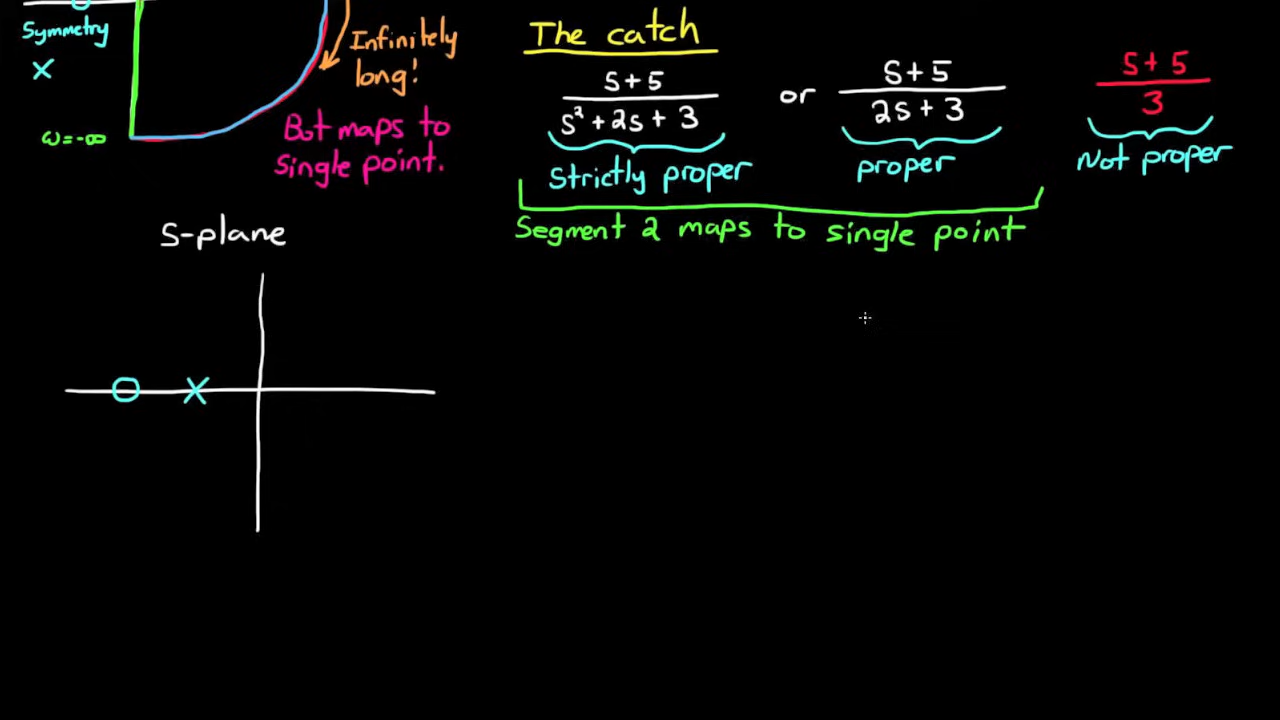 Symmetry
ω=-∞
Infinitely
long!
But maps to
Single point.
The catch
S+5
S²+2s+3
Strictly proper
or
S+5
2s+3
proper
S+5
3
Not proper
Segment 2 maps to single point
S-plane